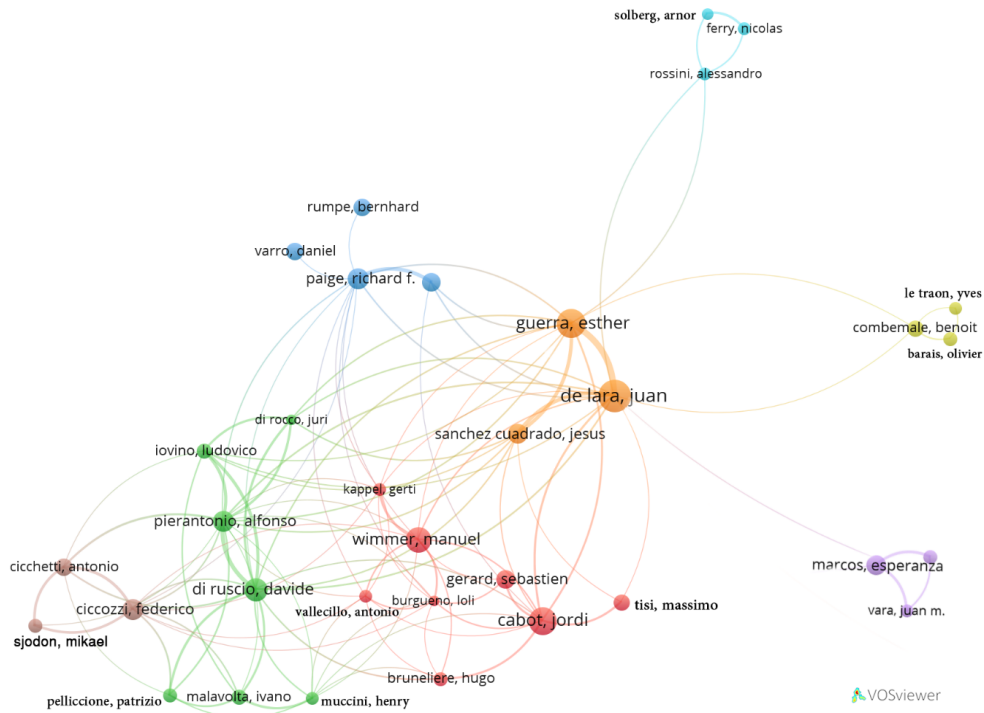 solberg, arnor
ferry, nicolas
rossini, alessandro
rumpe, bernhard
varro, daniel
paige, richard f.
le traon, yves
guerra, esther
combemale, benoit
barais, olivier
de lara, juan
di rocco, juri
sanchez cuadrado, jesus
iovino, ludovico
kappel, gerti
pierantonio, alfonso
wimmer, manuel
cicchetti, antonio
marcos, esperanza
gerard, sebastien
di ruscio, davide
burgueno, loli
tisi, massimo
ciccozzi, federico
vallecillo, antonio
vara, juan m.
cabot, jordi
sjodon, mikael
bruneliere, hugo
pelliccione, patrizio
malavolta, ivano
muccini, henry
VOSviewer